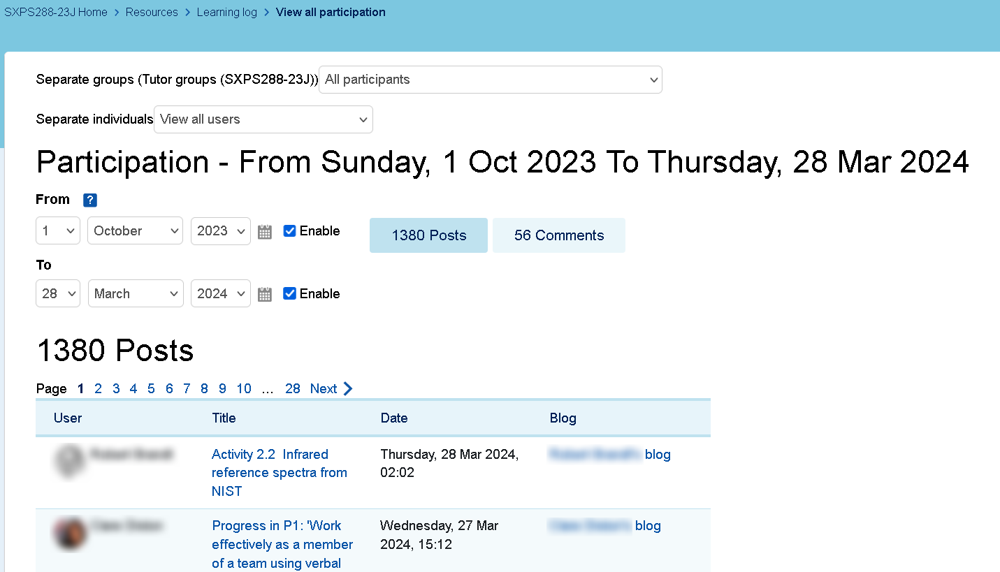 SXPS288-23J Home > Resources > Learning log > View all participation
Separate groups (Tutor groups (SXPS288-23J)) All participants
Separate individuals View all users
Participation - From Sunday, 1 Oct 2023 To Thursday, 28 Mar 2024
From ?
1 October 2023 Enable 1380 Posts 56 Comments
To
28 March 2024 Enable
1380 Posts
Page 1 2 3 4 5 6 7 8 9 10 ... 28 Next
User Title Date Blog
Activity 2.2 Infrared Thursday, 28 Mar 2024, blog
reference spectra from 02:02
NIST
Progress in P1: 'Work Wednesday, 27 Mar blog
effectively as a member 2024, 15:12
of a team using verbal